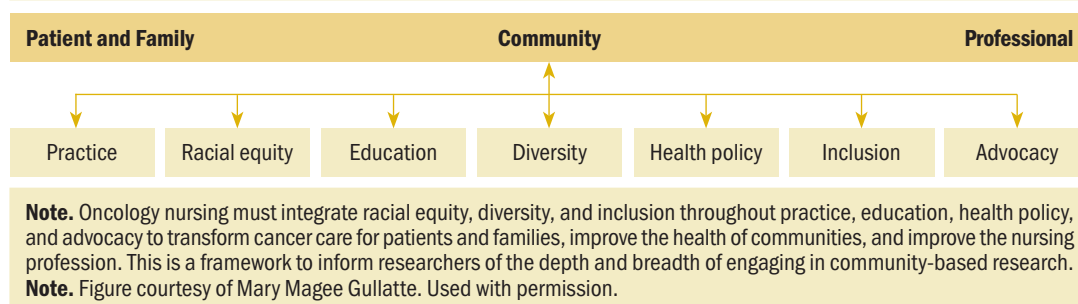 Patient and Family Community Professional
Practice Racial equity Education Diversity Health policy Inclusion Advocacy
Note. Oncology nursing must integrate racial equity, diversity, and inclusion throughout practice, education, health policy,
and advocacy to transform cancer care for patients and families, improve the health of communities, and improve the nursing
profession. This is a framework to inform researchers of the depth and breadth of engaging in community-based research.
Note. Figure courtesy of Mary Magee Gullatte. Used with permission.